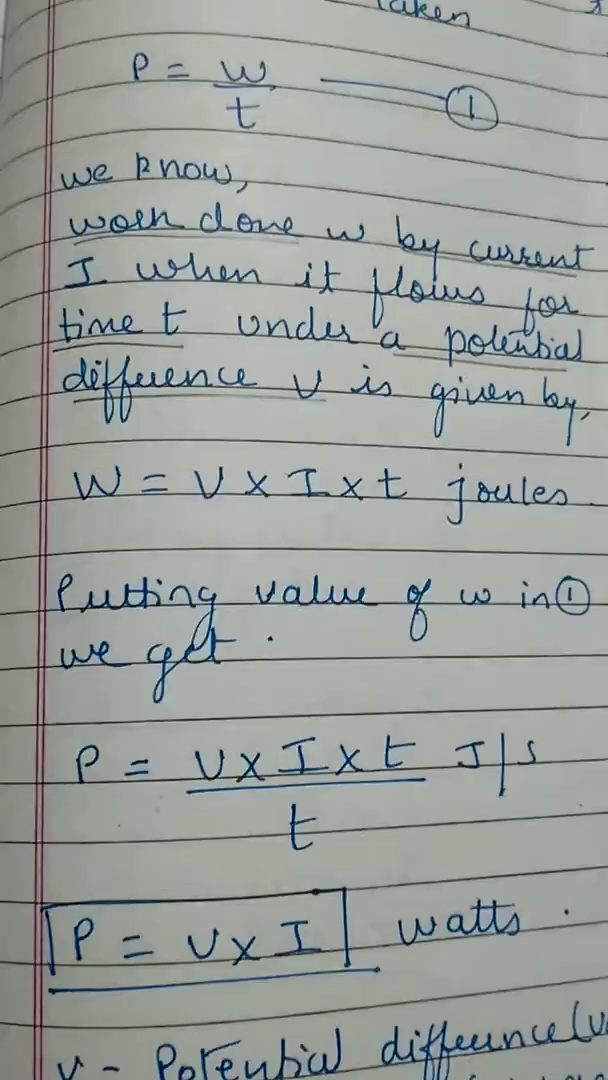 Taken
P = W/t — ①
we know,
work done w by current
I when it flows for
time t under a potential
difference V is given by,
W = V × I × t joules
Putting value of w in ①
we get.
P = V × I × t J/s
t
P = V × I watts.
V - Potential difference (V